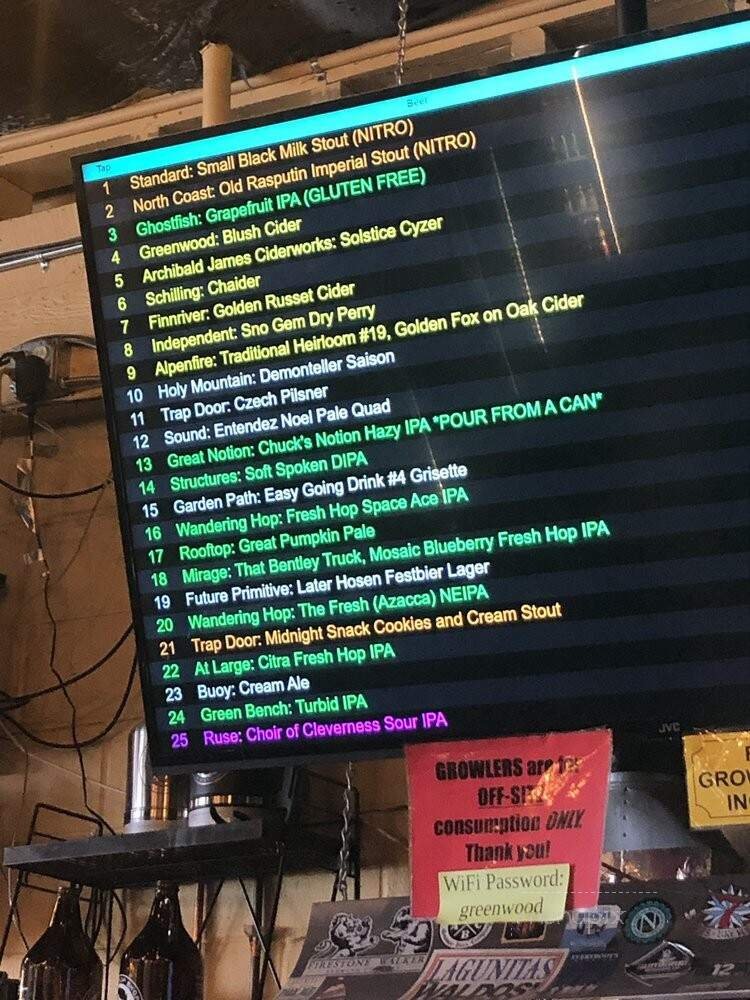 Tap Beer
1 Standard: Small Black Milk Stout (NITRO)
2 North Coast: Old Rasputin Imperial Stout (NITRO)
3 Ghostfish: Grapefruit IPA (GLUTEN FREE)
4 Greenwood: Blush Cider
5 Archibald James Ciderworks: Solstice Cyzer
6 Schilling: Chaider
7 Finnriver: Golden Russet Cider
8 Independent: Sno Gem Dry Perry
9 Alpenfire: Traditional Heirloom #19, Golden Fox on Oak Cider
10 Holy Mountain: Demonteller Saison
11 Trap Door: Czech Pilsner
12 Sound: Entendez Noel Pale Quad
13 Great Notion: Chuck's Notion Hazy IPA *POUR FROM A CAN*
14 Structures: Soft Spoken DIPA
15 Garden Path: Easy Going Drink #4 Grisette
16 Wandering Hop: Fresh Hop Space Ace IPA
17 Rooftop: Great Pumpkin Pale
18 Mirage: That Bentley Truck, Mosaic Blueberry Fresh Hop IPA
19 Future Primitive: Later Hosen Festbier Lager
20 Wandering Hop: The Fresh (Azacca) NEIPA
21 Trap Door: Midnight Snack Cookies and Cream Stout
22 At Large: Citra Fresh Hop IPA
23 Buoy: Cream Ale
24 Green Bench: Turbid IPA
25 Ruse: Choir of Cleverness Sour IPA
JVC
GROWLERS are for
OFF-SITE
consumption ONLY.
Thank you!
WiFi Password:
greenwood
GRO
IN
FIRESTONE WALKER
LAGUNITAS
WALDOS'
12